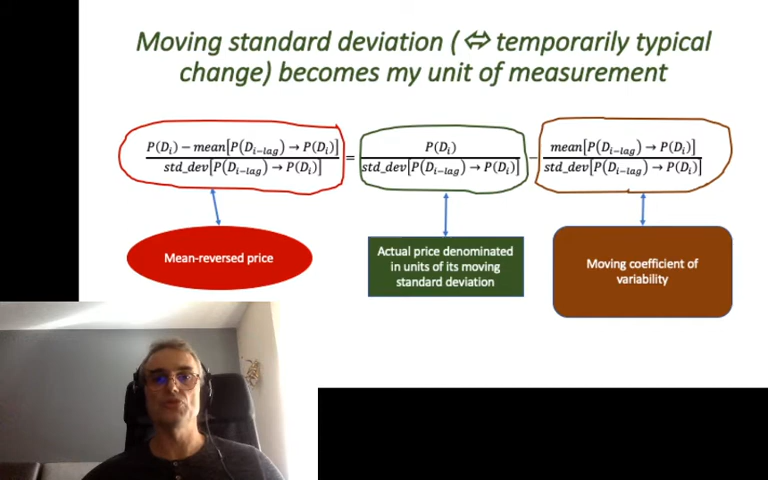 Moving standard deviation ( ⇔ temporarily typical
change) becomes my unit of measurement
P(D_i) − mean[P(D_{i−lag}) → P(D_i)]
std_dev[P(D_{i−lag}) → P(D_i)]
=
P(D_i)
std_dev[P(D_{i−lag}) → P(D_i)]
−
mean[P(D_{i−lag}) → P(D_i)]
std_dev[P(D_{i−lag}) → P(D_i)]
Mean-reversed price
Actual price denominated
in units of its moving
standard deviation
Moving coefficient of
variability